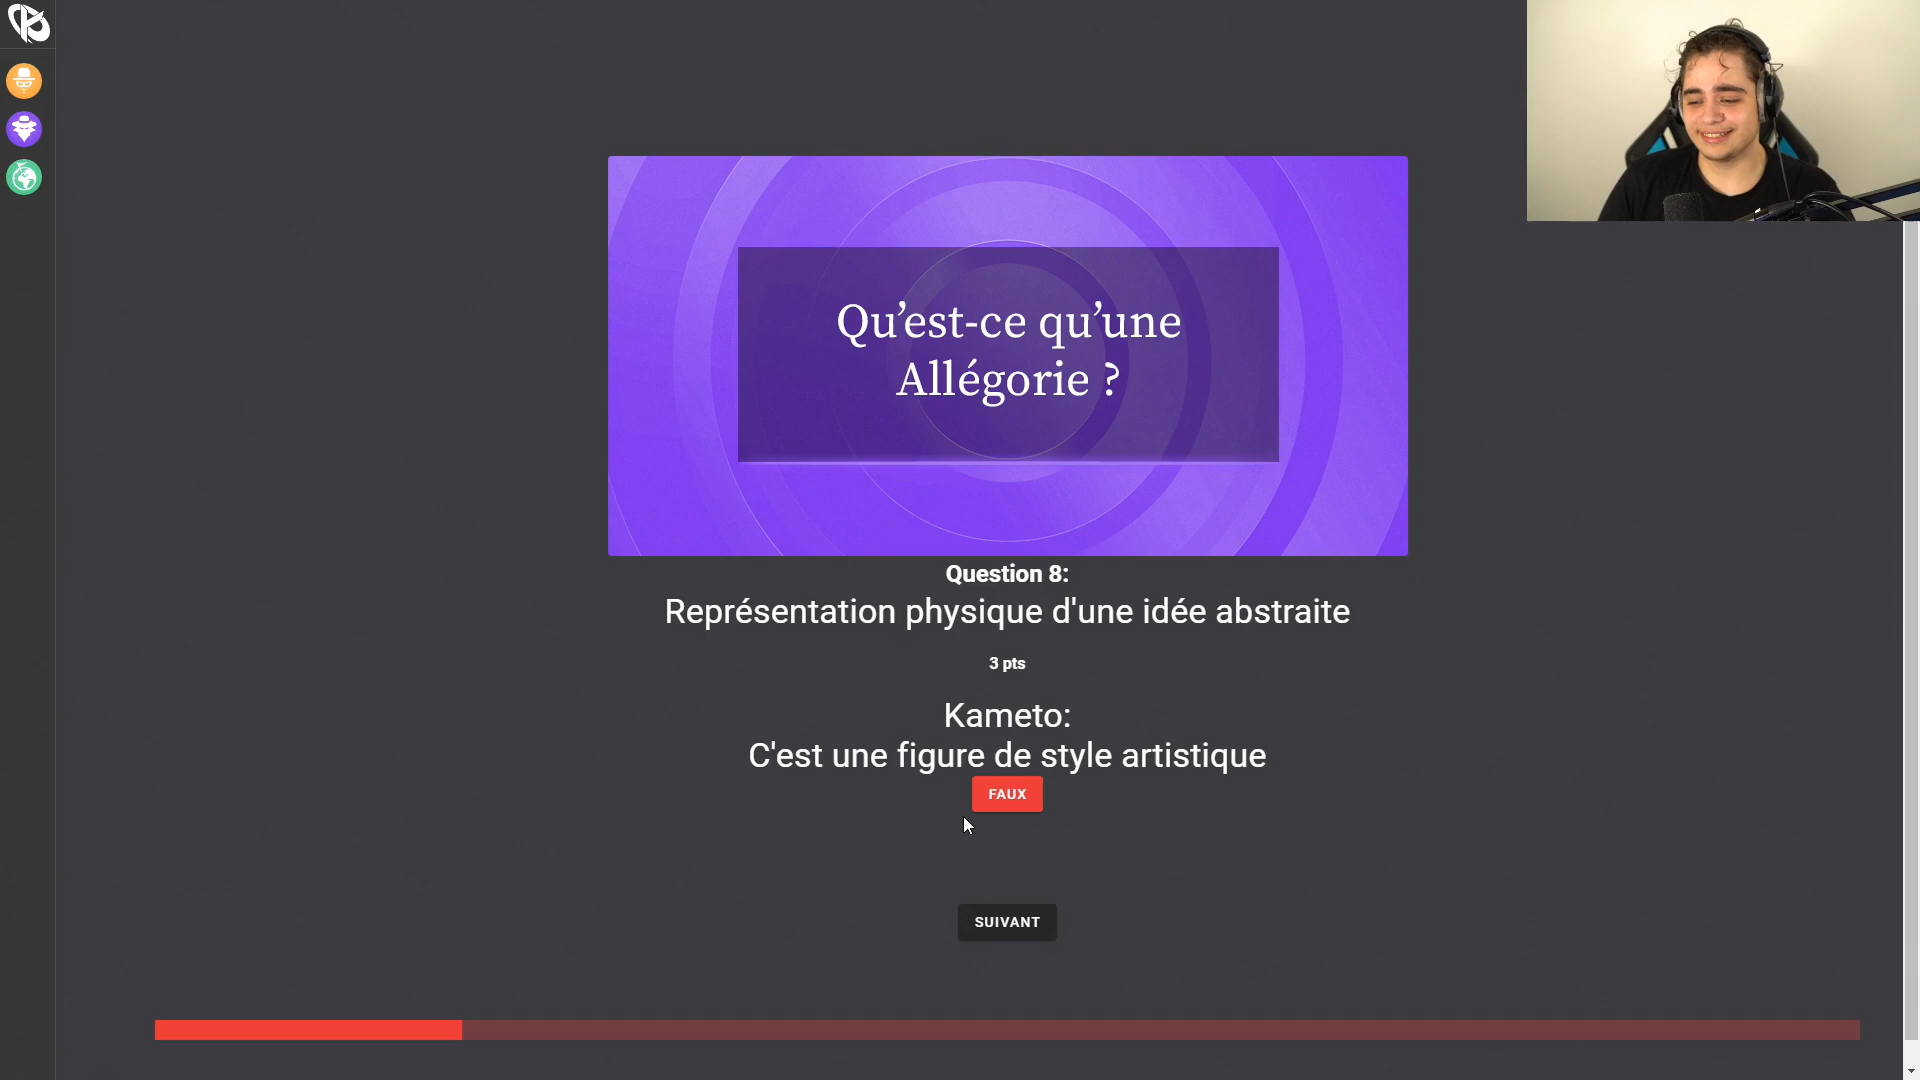 Qu’est-ce qu’une
Allégorie ?
Question 8:
Représentation physique d'une idée abstraite
3 pts
Kameto:
C'est une figure de style artistique
FAUX
SUIVANT